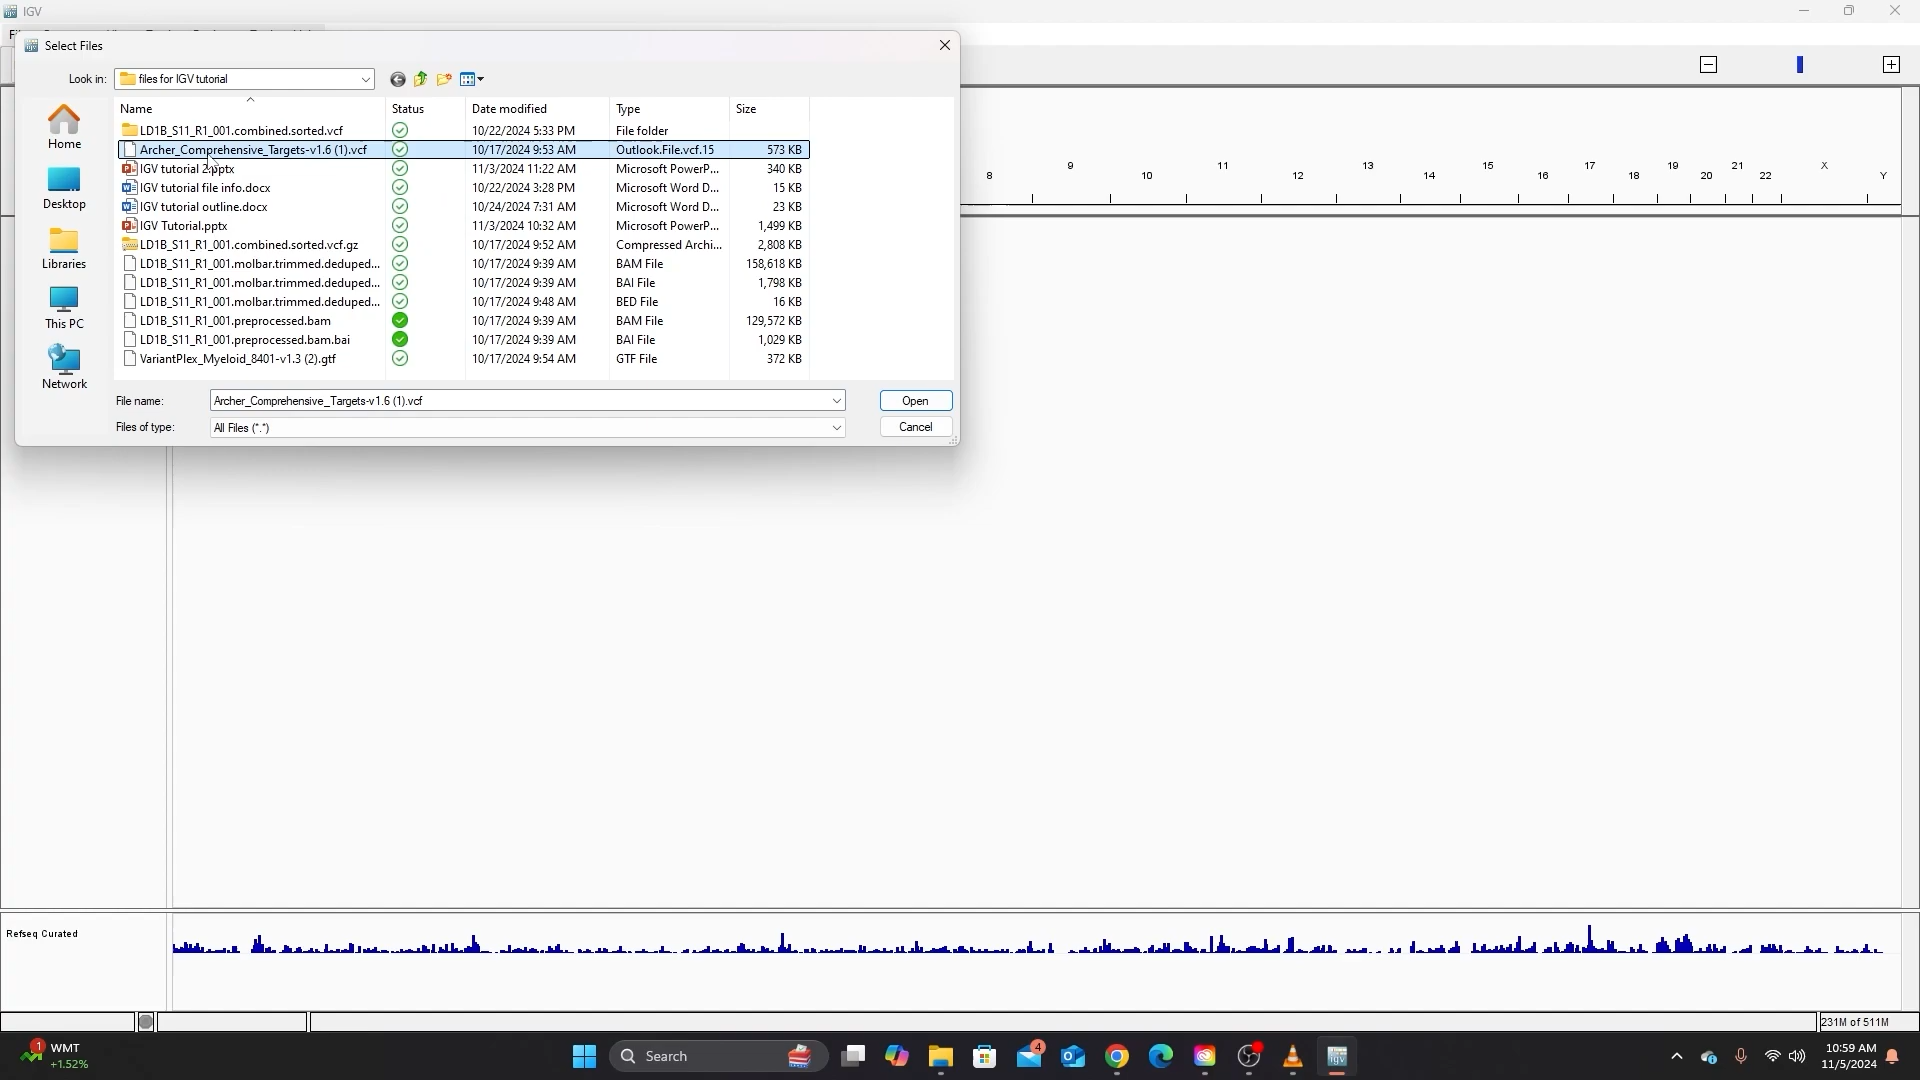 IGV
Select Files
Look in: files for IGV tutorial
Name Status Date modified Type Size
LD1B_S11_R1_001.combined.sorted.vcf 10/22/2024 5:33 PM File folder
Archer_Comprehensive_Targets-v1.6 (1).vcf 10/17/2024 9:53 AM Outlook.File.vcf.15 573 KB
IGV tutorial 2.pptx 11/3/2024 11:22 AM Microsoft PowerP... 340 KB
IGV tutorial file info.docx 10/22/2024 3:28 PM Microsoft Word D... 15 KB
IGV tutorial outline.docx 10/24/2024 7:31 AM Microsoft Word D... 23 KB
IGV Tutorial.pptx 11/3/2024 10:32 AM Microsoft PowerP... 1,499 KB
LD1B_S11_R1_001.combined.sorted.vcf.gz 10/17/2024 9:52 AM Compressed Archi... 2,808 KB
LD1B_S11_R1_001.molbar.trimmed.deduped... 10/17/2024 9:39 AM BAM File 158,618 KB
LD1B_S11_R1_001.molbar.trimmed.deduped... 10/17/2024 9:39 AM BAI File 1,798 KB
LD1B_S11_R1_001.molbar.trimmed.deduped... 10/17/2024 9:48 AM BED File 16 KB
LD1B_S11_R1_001.preprocessed.bam 10/17/2024 9:39 AM BAM File 129,572 KB
LD1B_S11_R1_001.preprocessed.bam.bai 10/17/2024 9:39 AM BAI File 1,029 KB
VariantPlex_Myeloid_8401-v1.3 (2).gtf 10/17/2024 9:54 AM GTF File 372 KB
Home
Desktop
Libraries
This PC
Network
File name: Archer_Comprehensive_Targets-v1.6 (1).vcf Open
Files of type: All Files (*.*) Cancel
8 9 10 11 12 13 14 15 16 17 18 19 20 21 22 X Y
Refseq Curated
231M of 511M
1
WMT
+1.52%
Search
4
10:59 AM
11/5/2024